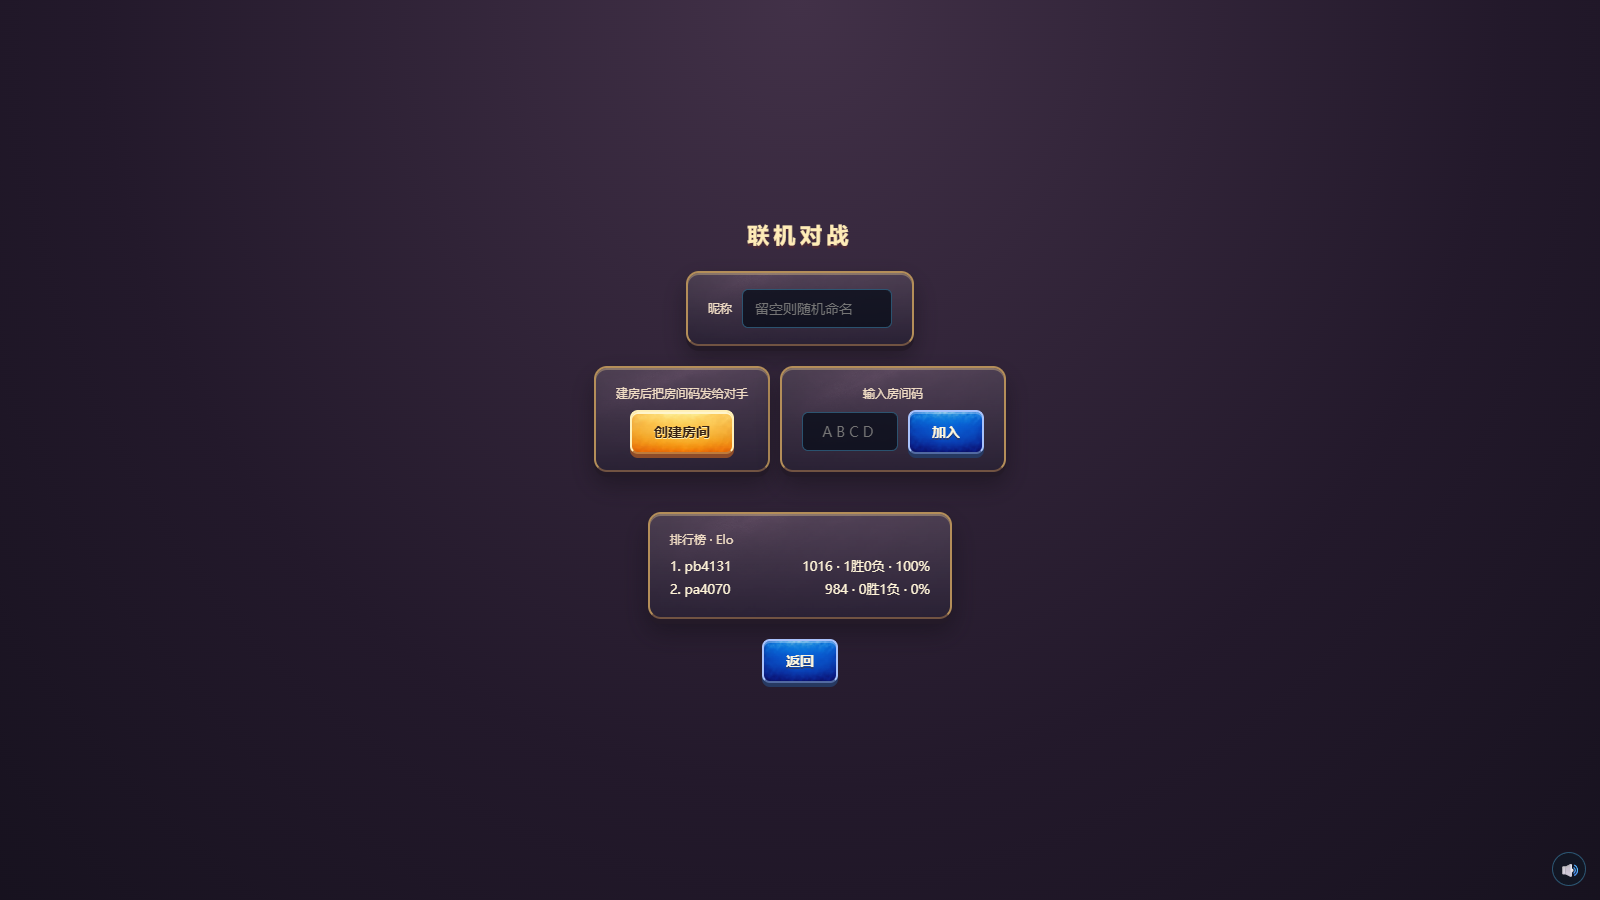 联机对战
昵称 留空则随机命名
建房后把房间码发给对手
创建房间
输入房间码
ABCD 加入
排行榜 · Elo
1. pb4131 1016 · 1胜0负 · 100%
2. pa4070 984 · 0胜1负 · 0%
返回